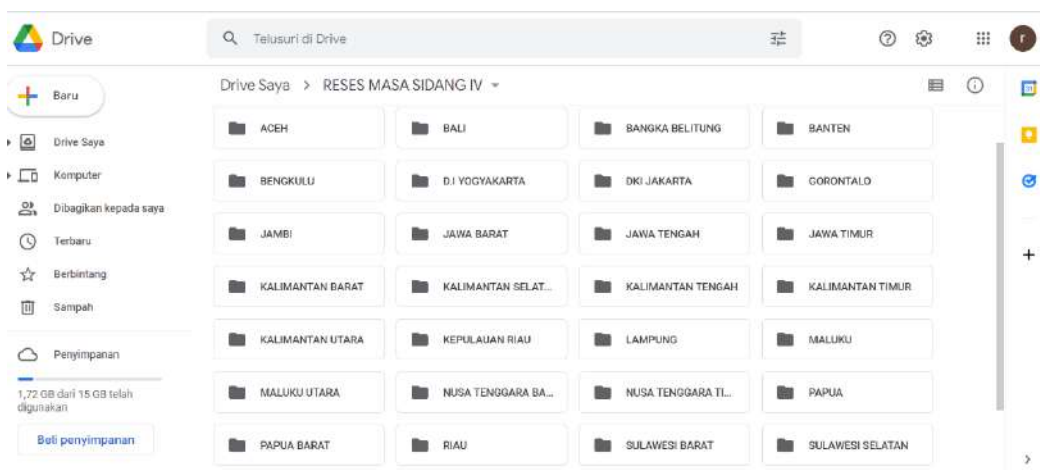 Drive
Telusuri di Drive
r
Baru
Drive Saya > RESES MASA SIDANG IV
Drive Saya
Komputer
Dibagikan kepada saya
Terbaru
Berbintang
Sampah
Penyimpanan
1,72 GB dari 15 GB telah
digunakan
Beli penyimpanan
ACEH
BALI
BANGKA BELITUNG
BANTEN
BENGKULU
D.I YOGYAKARTA
DKI JAKARTA
GORONTALO
JAMBI
JAWA BARAT
JAWA TENGAH
JAWA TIMUR
KALIMANTAN BARAT
KALIMANTAN SELAT...
KALIMANTAN TENGAH
KALIMANTAN TIMUR
KALIMANTAN UTARA
KEPULAUAN RIAU
LAMPUNG
MALUKU
MALUKU UTARA
NUSA TENGGARA BA...
NUSA TENGGARA TI...
PAPUA
PAPUA BARAT
RIAU
SULAWESI BARAT
SULAWESI SELATAN